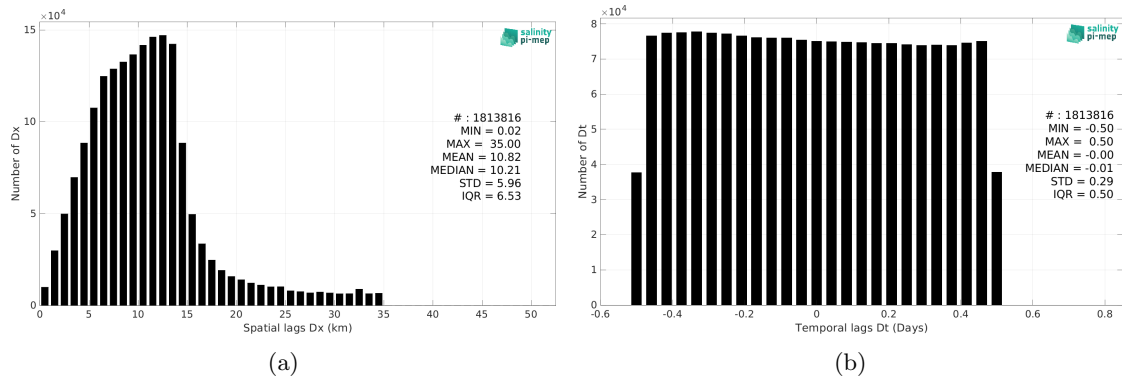 ×10⁴
15
10
5
0
Number of Dx
0 5 10 15 20 25 30 35 40 45 50
Spatial lags Dx (km)
salinity
pi-mep
# : 1813816
MIN = 0.02
MAX = 35.00
MEAN = 10.82
MEDIAN = 10.21
STD = 5.96
IQR = 6.53
(a)
×10⁴
8
7
6
5
4
3
2
1
0
Number of Dt
-0.6 -0.4 -0.2 0 0.2 0.4 0.6 0.8
Temporal lags Dt (Days)
salinity
pi-mep
# : 1813816
MIN = -0.50
MAX = 0.50
MEAN = -0.00
MEDIAN = -0.01
STD = 0.29
IQR = 0.50
(b)